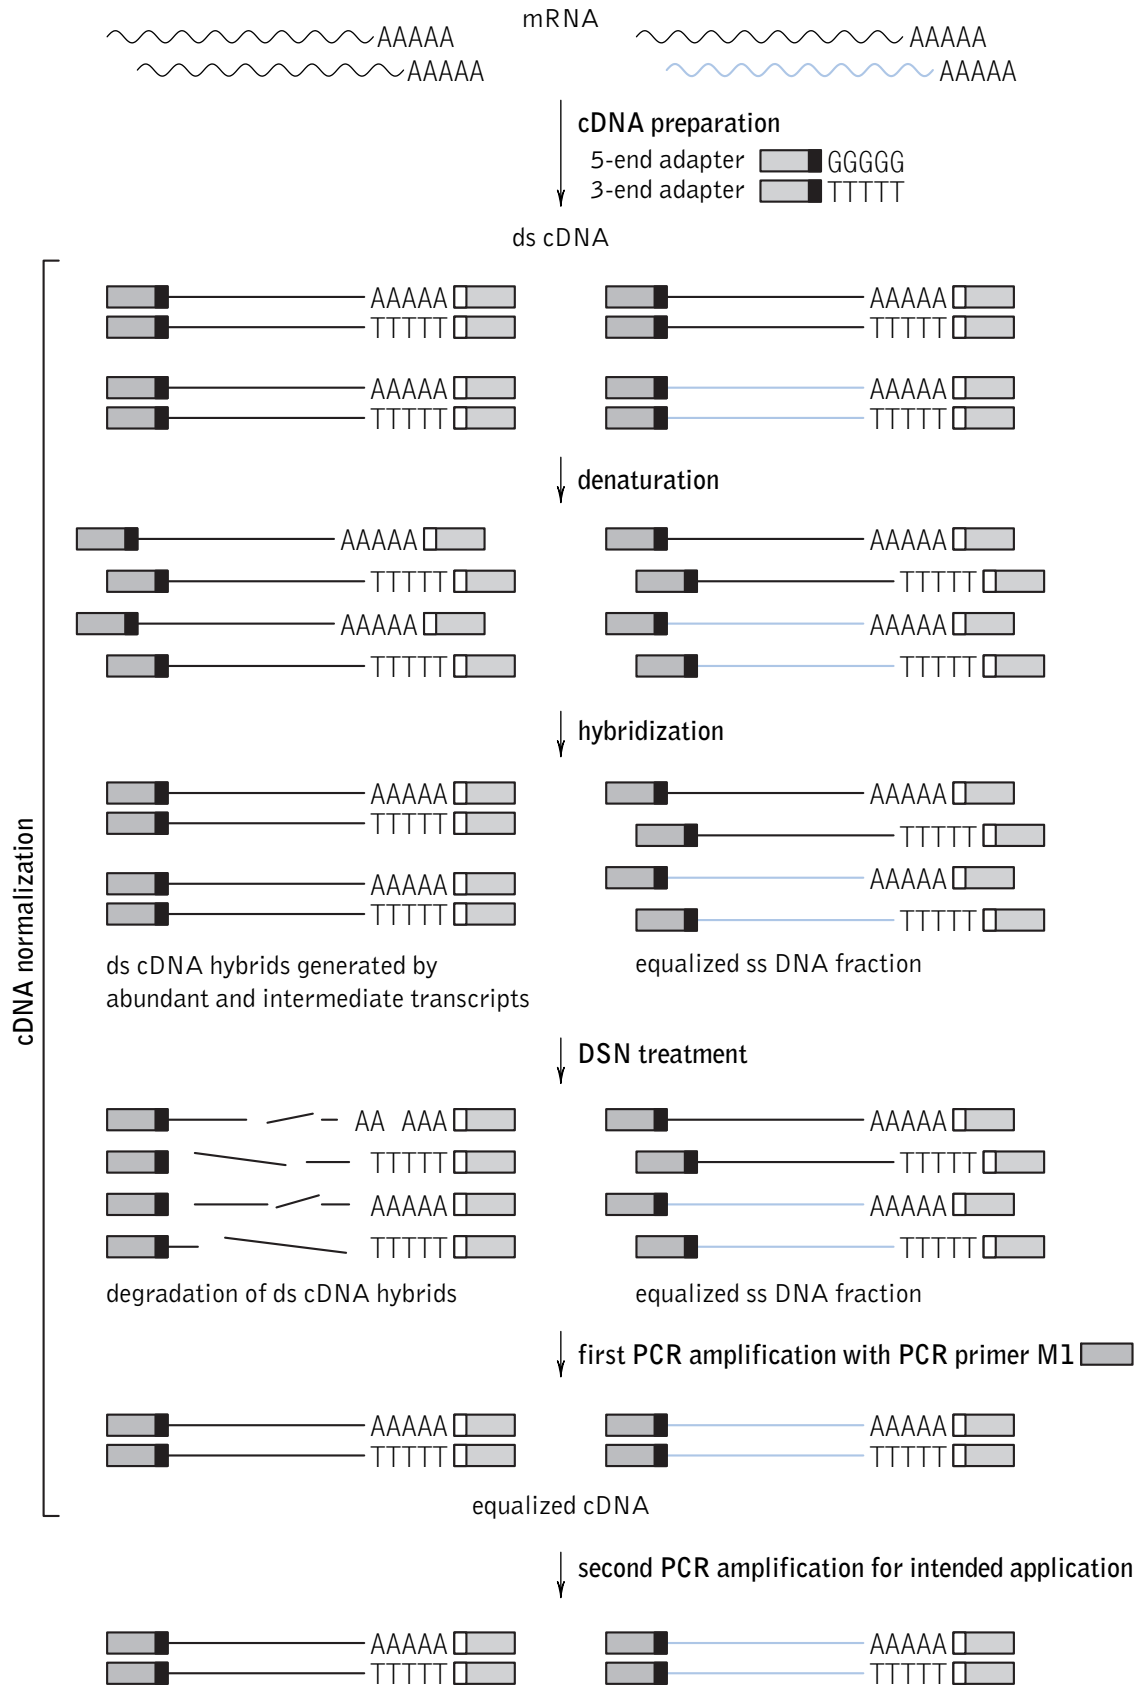 mRNA
AAAAA AAAAA
AAAAA AAAAA
cDNA preparation
5-end adapter GGGGG
3-end adapter TTTTT
ds cDNA
AAAAA AAAAA
TTTTT TTTTT
AAAAA AAAAA
TTTTT TTTTT
denaturation
AAAAA AAAAA
TTTTT TTTTT
AAAAA AAAAA
TTTTT TTTTT
hybridization
AAAAA AAAAA
TTTTT TTTTT
AAAAA AAAAA
TTTTT TTTTT
ds cDNA hybrids generated by
abundant and intermediate transcripts
equalized ss DNA fraction
cDNA normalization
DSN treatment
AA AAA AAAAA
TTTTT TTTTT
AAAAA AAAAA
TTTTT TTTTT
degradation of ds cDNA hybrids
equalized ss DNA fraction
first PCR amplification with PCR primer M1
AAAAA AAAAA
TTTTT TTTTT
equalized cDNA
second PCR amplification for intended application
AAAAA AAAAA
TTTTT TTTTT